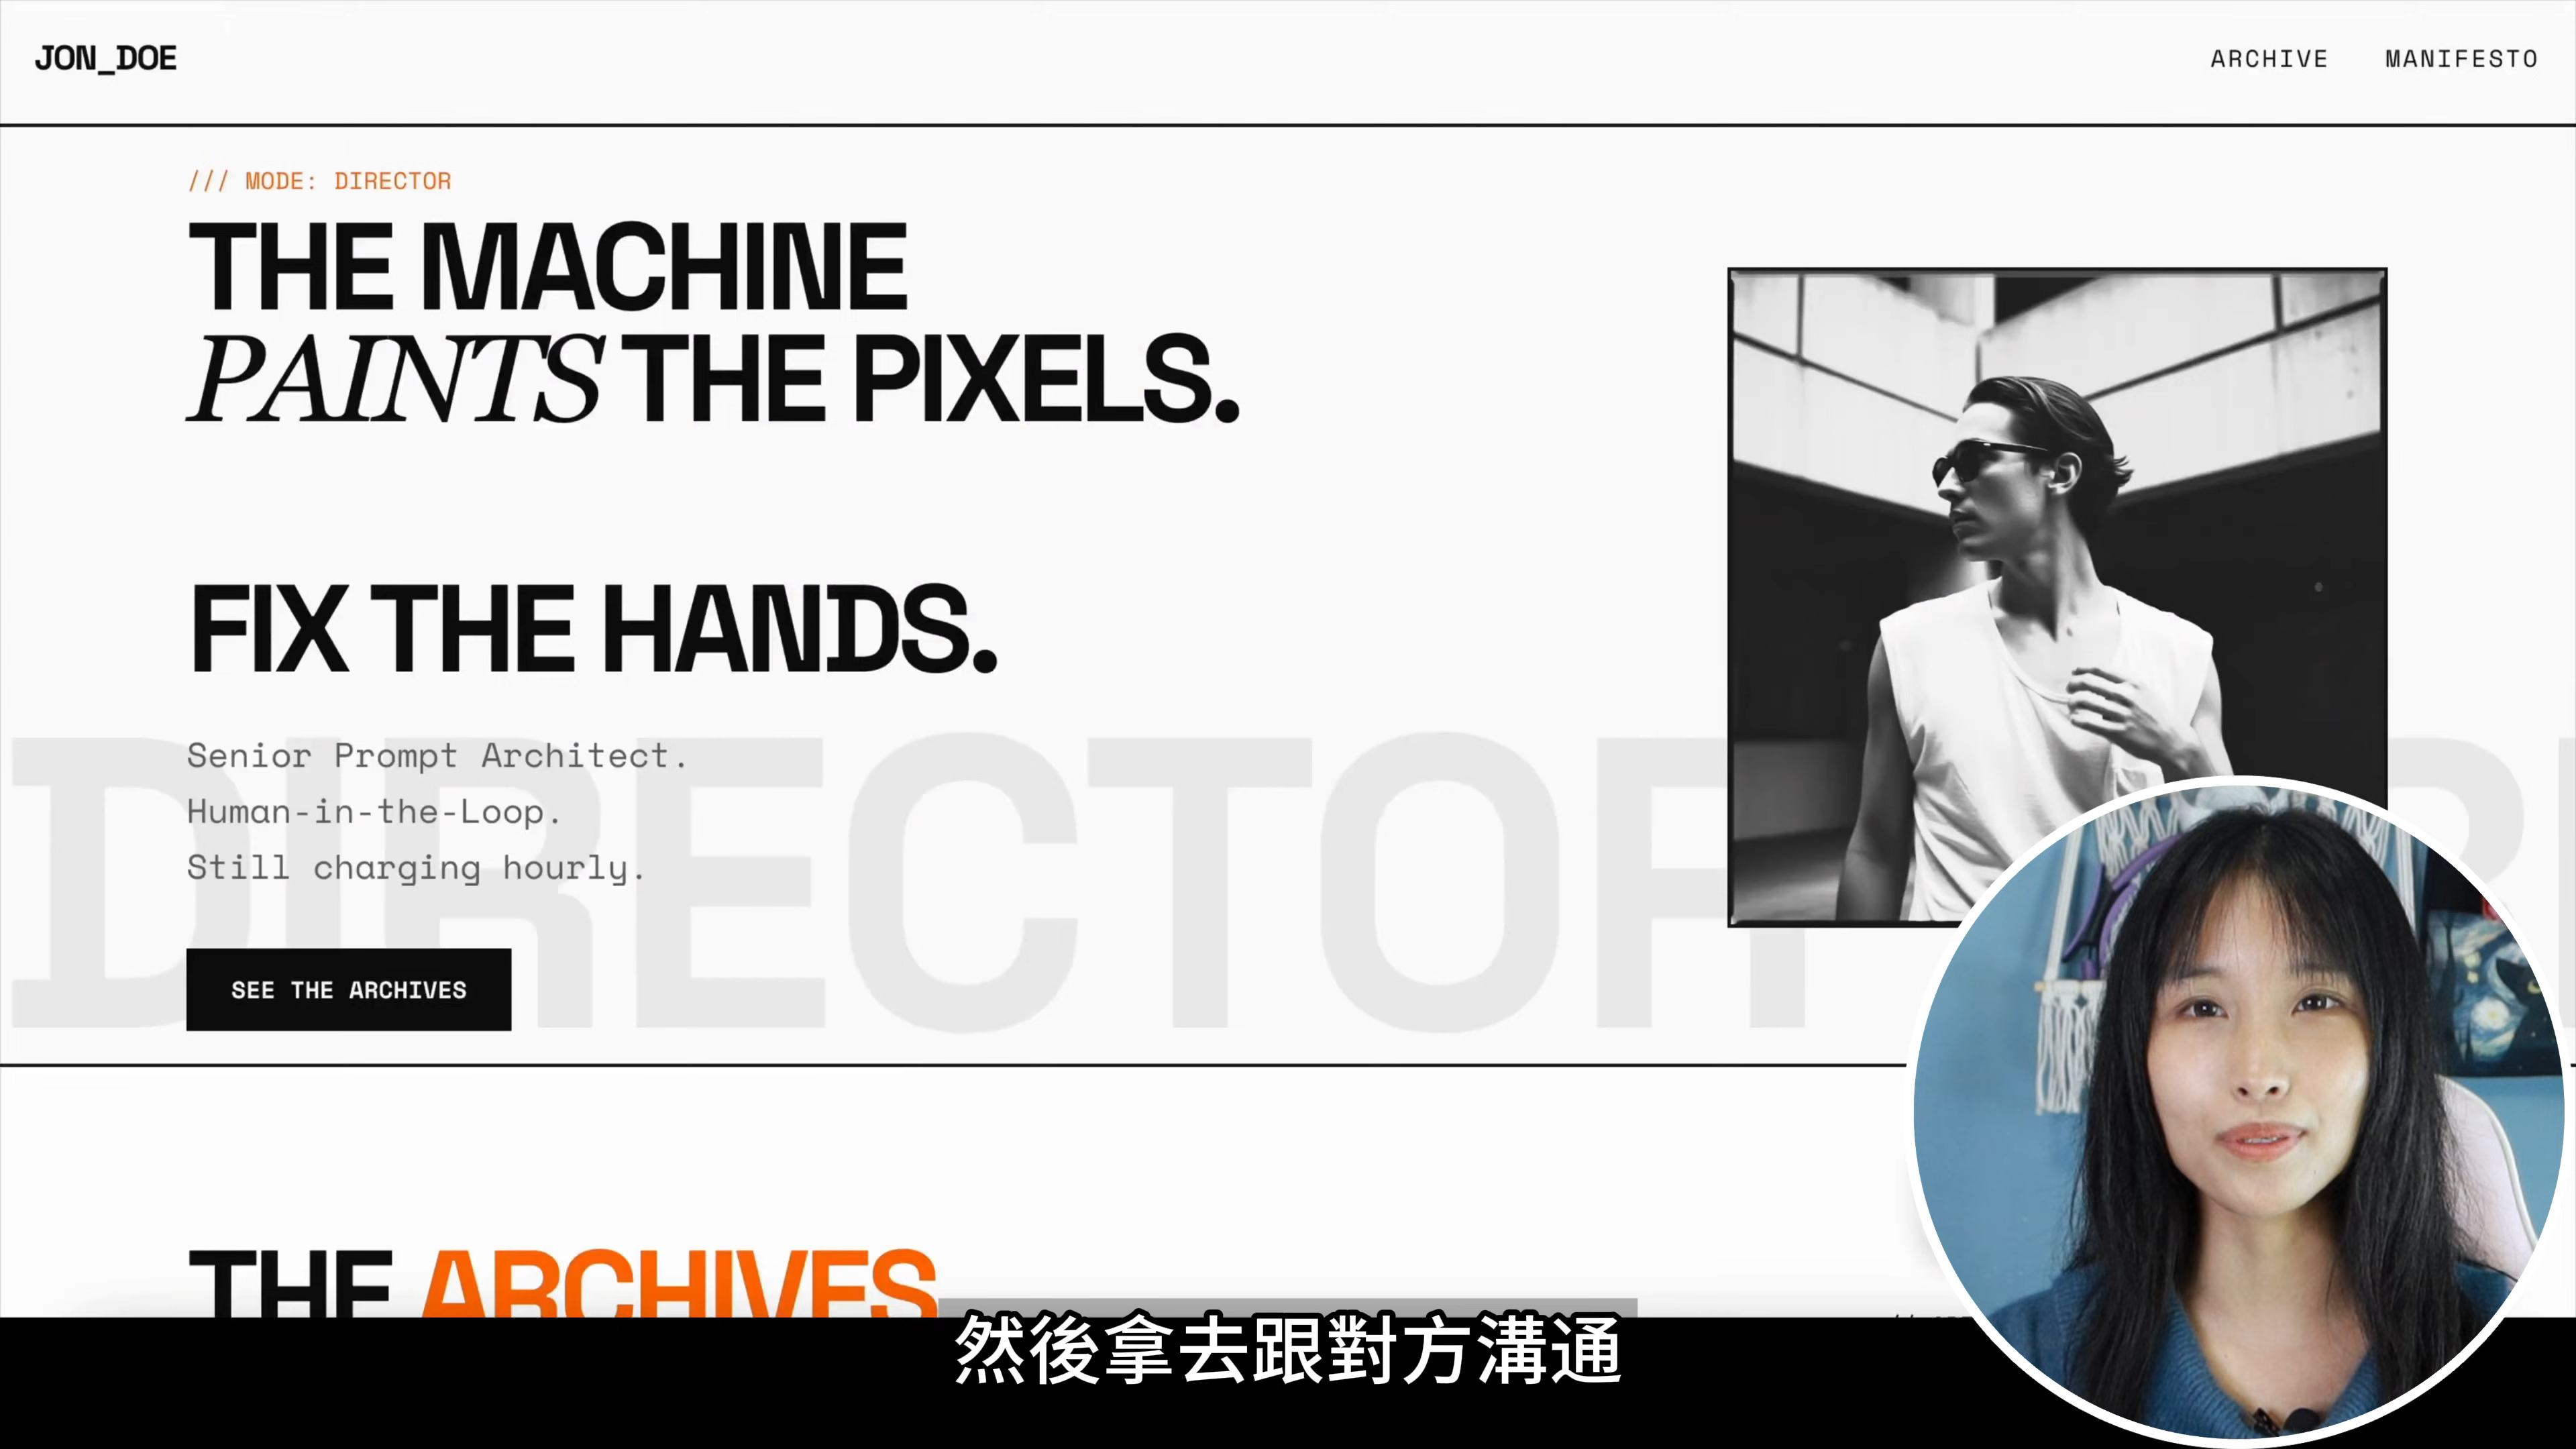 JON_DOE
ARCHIVE
MANIFESTO
/// MODE: DIRECTOR
THE MACHINE
PAINTS THE PIXELS.
FIX THE HANDS.
DIRECTOR
Senior Prompt Architect.
Human-in-the-Loop.
Still charging hourly.
SEE THE ARCHIVES
THE ARCHIVES
然後拿去跟對方溝通